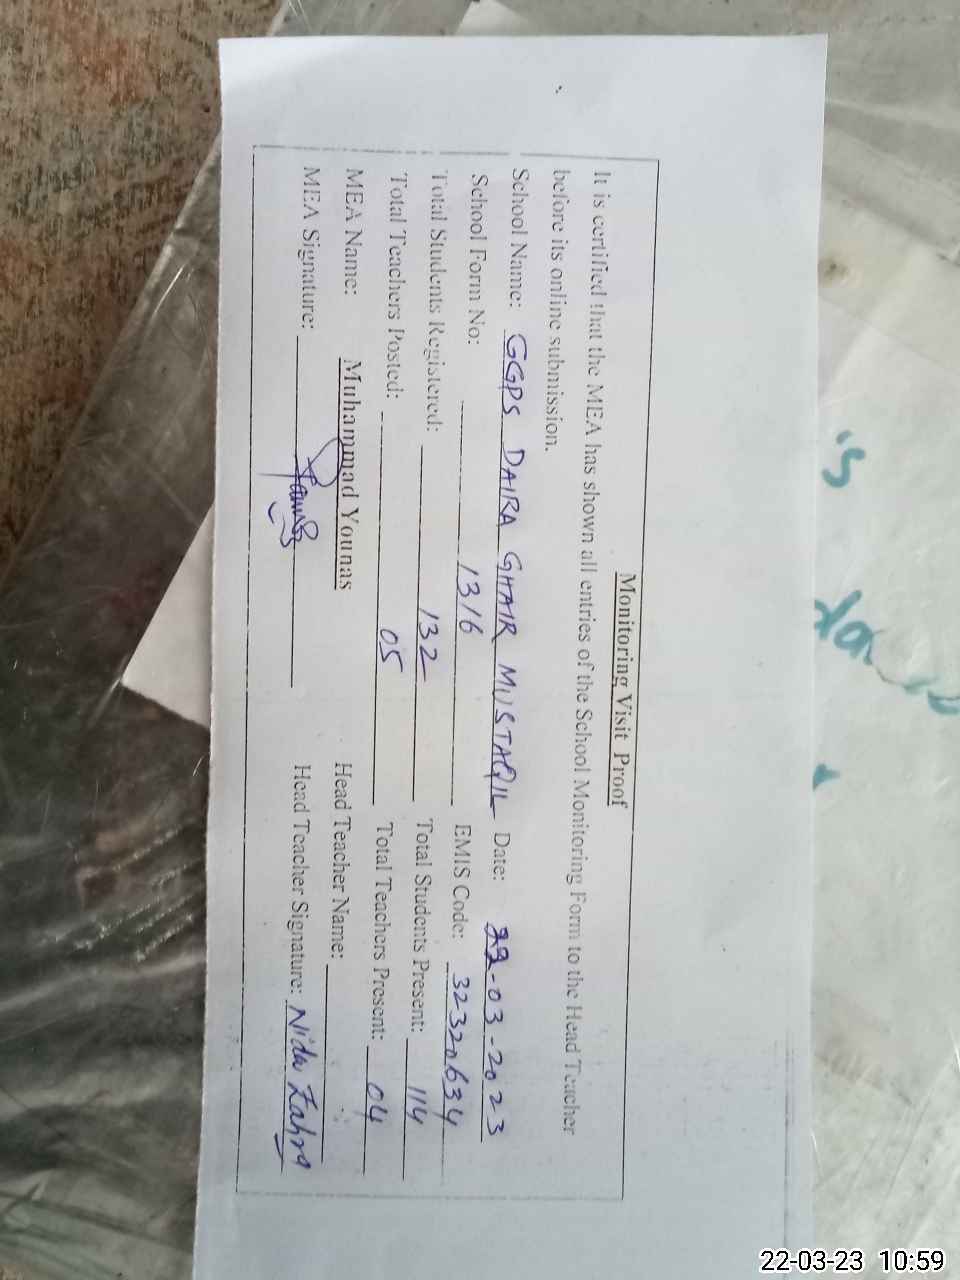 Monitoring Visit Proof
It is certified that the MEA has shown all entries of the School Monitoring Form to the Head Teacher
before its online submission.
School Name: GGPS DAIRA GHAIR MUSTAQIL Date: 22-03-2023
School Form No: 1316 EMIS Code: 32320634
Total Students Registered: 132 Total Students Present: 114
Total Teachers Posted: 05 Total Teachers Present: 04
MEA Name: Muhammad Younas Head Teacher Name:
MEA Signature: Head Teacher Signature: Nida Zahra
22-03-23 10:59